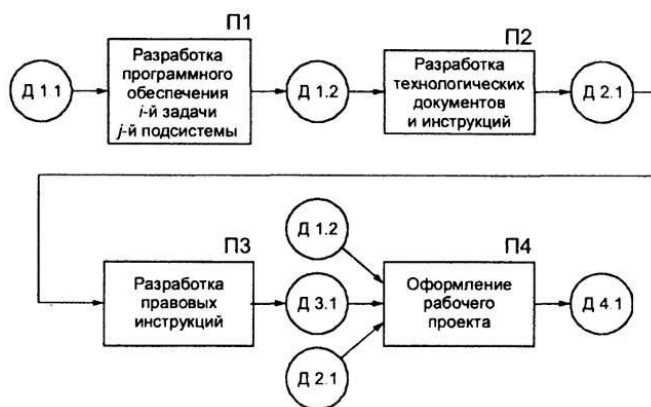 П1
Д 1.1
Разработка
программного
обеспечения
i-й задачи
j-й подсистемы
Д 1.2
П2
Разработка
технологических
документов
и инструкций
Д 2.1
П3
Разработка
правовых
инструкций
Д 1.2
Д 3.1
Д 2.1
П4
Оформление
рабочего
проекта
Д 4.1